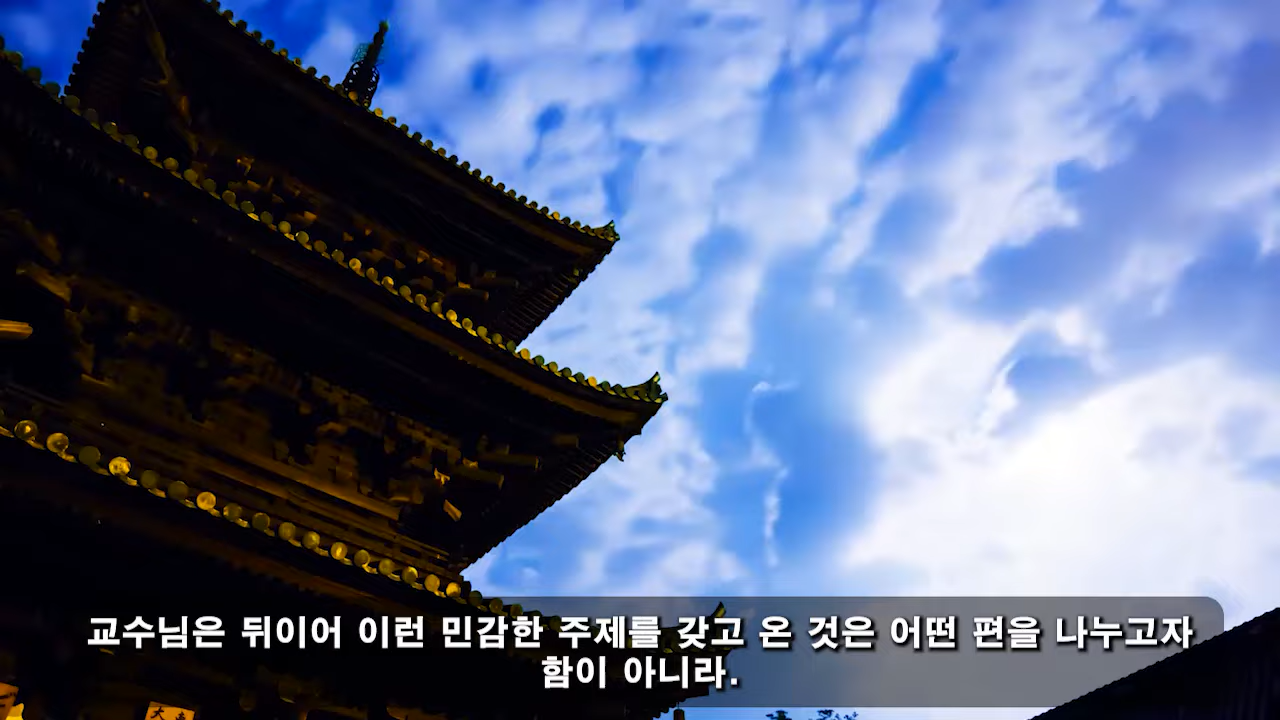 교수님은 뒤이어 이런 민감한 주제를 갖고 온 것은 어떤 편을 나누고자
함이 아니라.
大